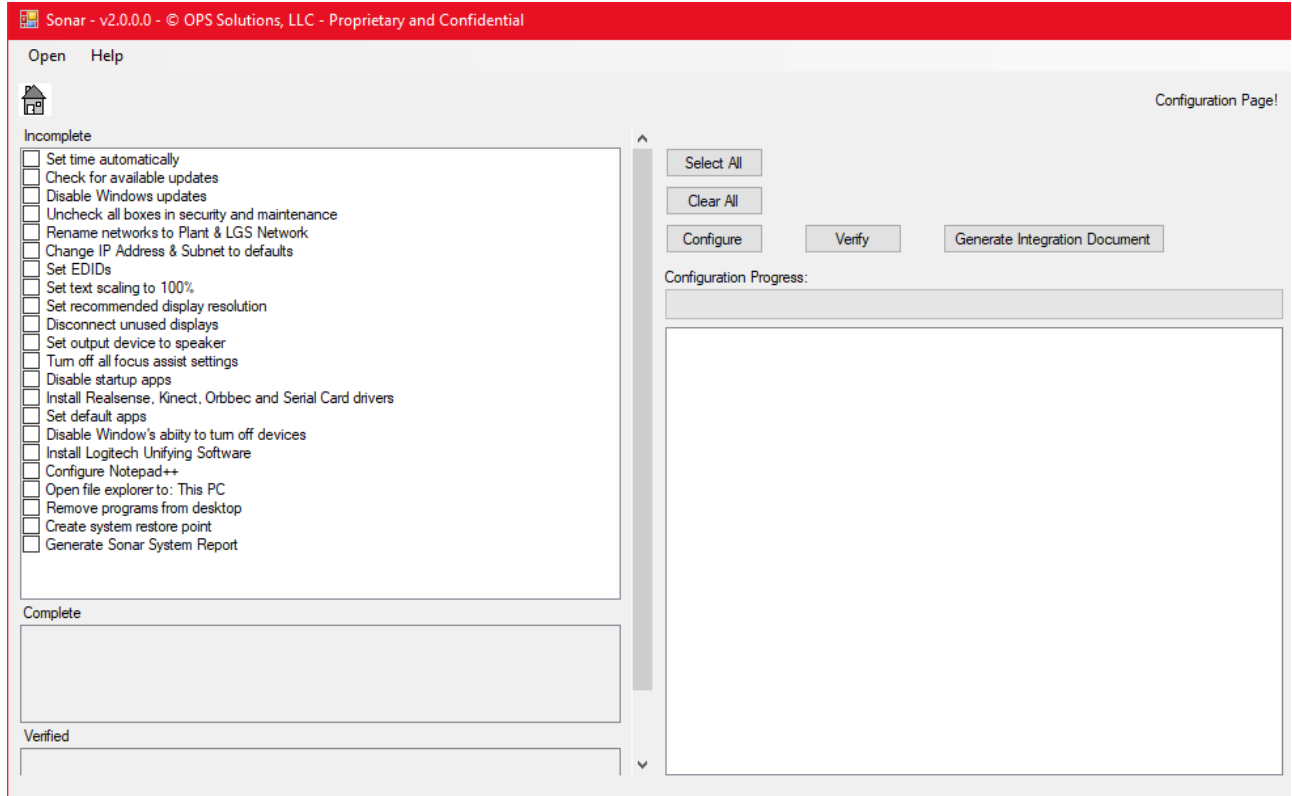 Sonar - v2.0.0.0 - © OPS Solutions, LLC - Proprietary and Confidential
Open Help
Configuration Page!
Incomplete
Set time automatically
Check for available updates
Disable Windows updates
Uncheck all boxes in security and maintenance
Rename networks to Plant & LGS Network
Change IP Address & Subnet to defaults
Set EDIDs
Set text scaling to 100%
Set recommended display resolution
Disconnect unused displays
Set output device to speaker
Turn off all focus assist settings
Disable startup apps
Install Realsense, Kinect, Orbbec and Serial Card drivers
Set default apps
Disable Window's abiity to turn off devices
Install Logitech Unifying Software
Configure Notepad++
Open file explorer to: This PC
Remove programs from desktop
Create system restore point
Generate Sonar System Report
Complete
Verified
Select All
Clear All
Configure Verify Generate Integration Document
Configuration Progress: